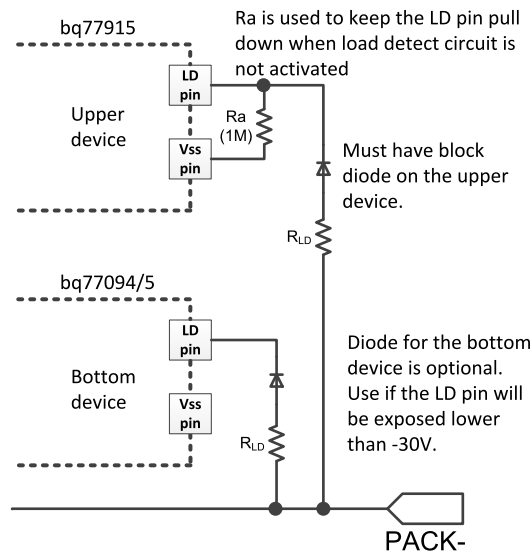 bq77915
Ra is used to keep the LD pin pull
down when load detect circuit is
not activated
LD
pin
Upper
device
Ra
(1M)
Vss
pin
Must have block
diode on the upper
device.
RLD
bq77094/5
LD
pin
Bottom
device
Vss
pin
RLD
Diode for the bottom
device is optional.
Use if the LD pin will
be exposed lower
than -30V.
PACK-